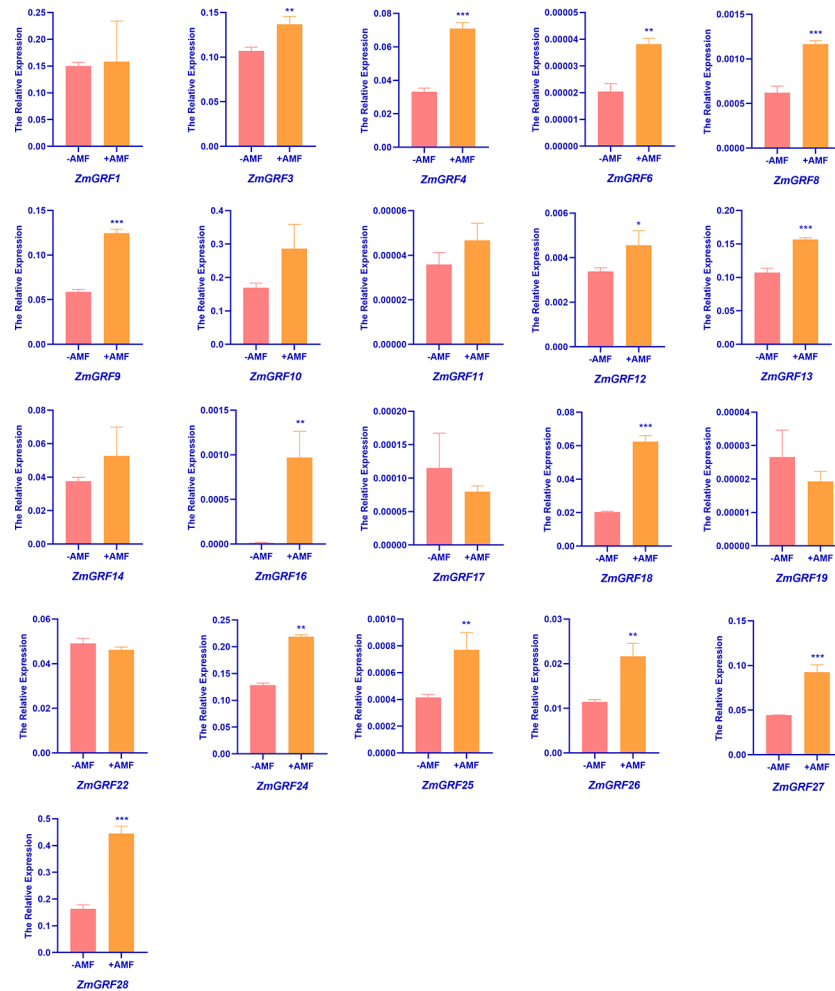 The Relative Expression
0.25
0.20
0.15
0.10
0.05
0.00
-AMF +AMF
ZmGRF1
The Relative Expression
**
0.15
0.10
0.05
0.00
-AMF +AMF
ZmGRF3
The Relative Expression
***
0.08
0.06
0.04
0.02
0.00
-AMF +AMF
ZmGRF4
The Relative Expression
**
0.00005
0.00004
0.00003
0.00002
0.00001
0.00000
-AMF +AMF
ZmGRF6
The Relative Expression
***
0.0015
0.0010
0.0005
0.0000
-AMF +AMF
ZmGRF8
The Relative Expression
***
0.15
0.10
0.05
0.00
-AMF +AMF
ZmGRF9
The Relative Expression
0.4
0.3
0.2
0.1
0.0
-AMF +AMF
ZmGRF10
The Relative Expression
0.00006
0.00004
0.00002
0.00000
-AMF +AMF
ZmGRF11
The Relative Expression
*
0.006
0.004
0.002
0.000
-AMF +AMF
ZmGRF12
The Relative Expression
***
0.20
0.15
0.10
0.05
0.00
-AMF +AMF
ZmGRF13
The Relative Expression
0.08
0.06
0.04
0.02
0.00
-AMF +AMF
ZmGRF14
The Relative Expression
**
0.0015
0.0010
0.0005
0.0000
-AMF +AMF
ZmGRF16
The Relative Expression
0.00020
0.00015
0.00010
0.00005
0.00000
-AMF +AMF
ZmGRF17
The Relative Expression
***
0.08
0.06
0.04
0.02
0.00
-AMF +AMF
ZmGRF18
The Relative Expression
0.00004
0.00003
0.00002
0.00001
0.00000
-AMF +AMF
ZmGRF19
The Relative Expression
0.06
0.04
0.02
0.00
-AMF +AMF
ZmGRF22
The Relative Expression
**
0.25
0.20
0.15
0.10
0.05
0.00
-AMF +AMF
ZmGRF24
The Relative Expression
**
0.0010
0.0008
0.0006
0.0004
0.0002
0.0000
-AMF +AMF
ZmGRF25
The Relative Expression
**
0.03
0.02
0.01
0.00
-AMF +AMF
ZmGRF26
The Relative Expression
***
0.15
0.10
0.05
0.00
-AMF +AMF
ZmGRF27
The Relative Expression
***
0.5
0.4
0.3
0.2
0.1
0.0
-AMF +AMF
ZmGRF28